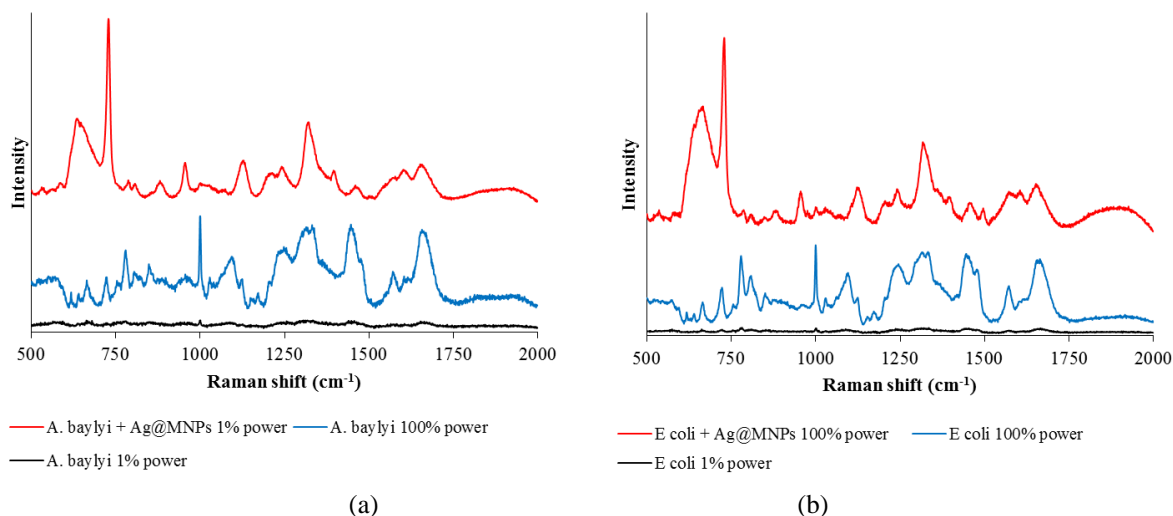 Intensity
500 750 1000 1250 1500 1750 2000
Raman shift (cm⁻¹)
A. baylyi + Ag@MNPs 1% power A. baylyi 100% power
A. baylyi 1% power
(a)
Intensity
500 750 1000 1250 1500 1750 2000
Raman shift (cm⁻¹)
E coli + Ag@MNPs 100% power E coli 100% power
E coli 1% power
(b)